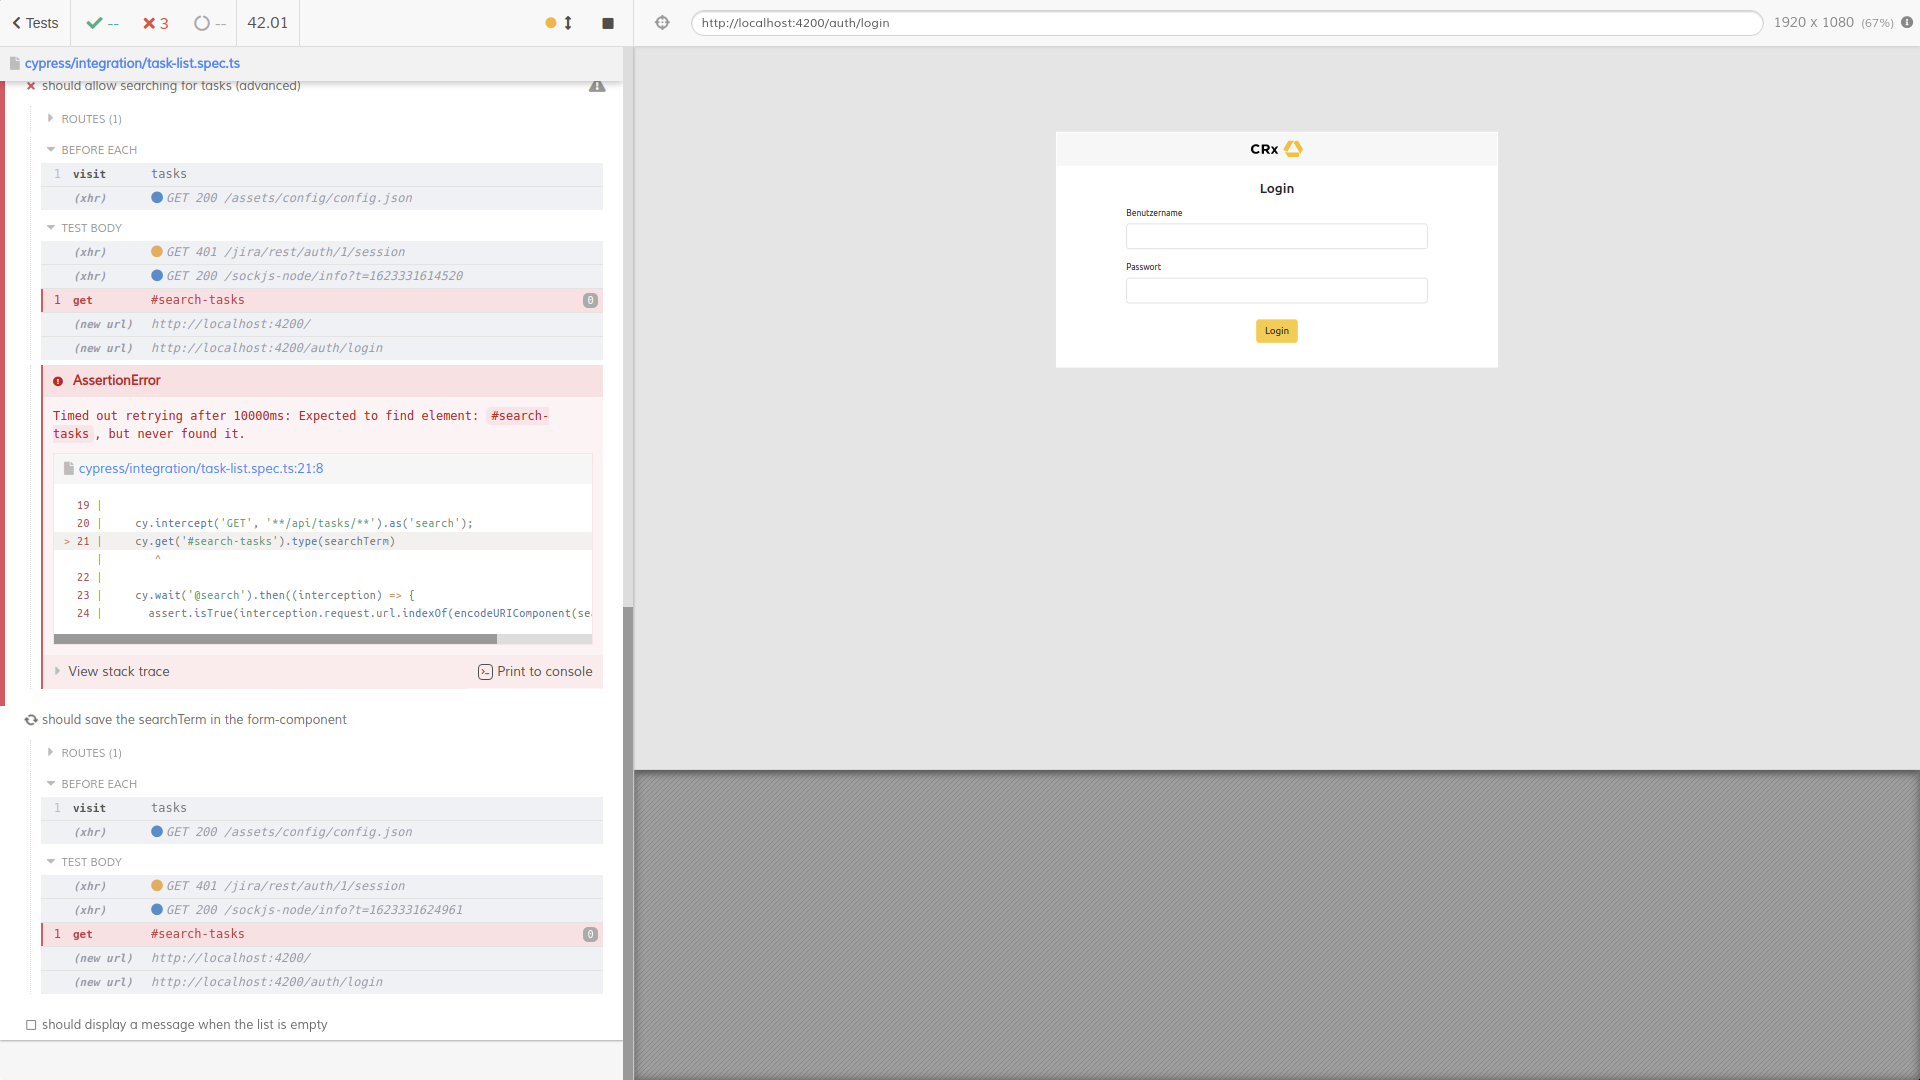 Tests
--
3
--
42.01
http://localhost:4200/auth/login
1920 x 1080 (67%)
cypress/integration/task-list.spec.ts
should allow searching for tasks (advanced)
ROUTES (1)
BEFORE EACH
1 visit tasks
(xhr) GET 200 /assets/config/config.json
TEST BODY
(xhr) GET 401 /jira/rest/auth/1/session
(xhr) GET 200 /sockjs-node/info?t=1623331614520
1 get #search-tasks 0
(new url) http://localhost:4200/
(new url) http://localhost:4200/auth/login
AssertionError
Timed out retrying after 10000ms: Expected to find element: #search-
tasks , but never found it.
cypress/integration/task-list.spec.ts:21:8
19 |
20 | cy.intercept('GET', '**/api/tasks/**').as('search');
> 21 | cy.get('#search-tasks').type(searchTerm)
| ^
22 |
23 | cy.wait('@search').then((interception) => {
24 | assert.isTrue(interception.request.url.indexOf(encodeURIComponent(se
View stack trace
Print to console
should save the searchTerm in the form-component
ROUTES (1)
BEFORE EACH
1 visit tasks
(xhr) GET 200 /assets/config/config.json
TEST BODY
(xhr) GET 401 /jira/rest/auth/1/session
(xhr) GET 200 /sockjs-node/info?t=1623331624961
1 get #search-tasks 0
(new url) http://localhost:4200/
(new url) http://localhost:4200/auth/login
should display a message when the list is empty
CRx
Login
Benutzername
Passwort
Login